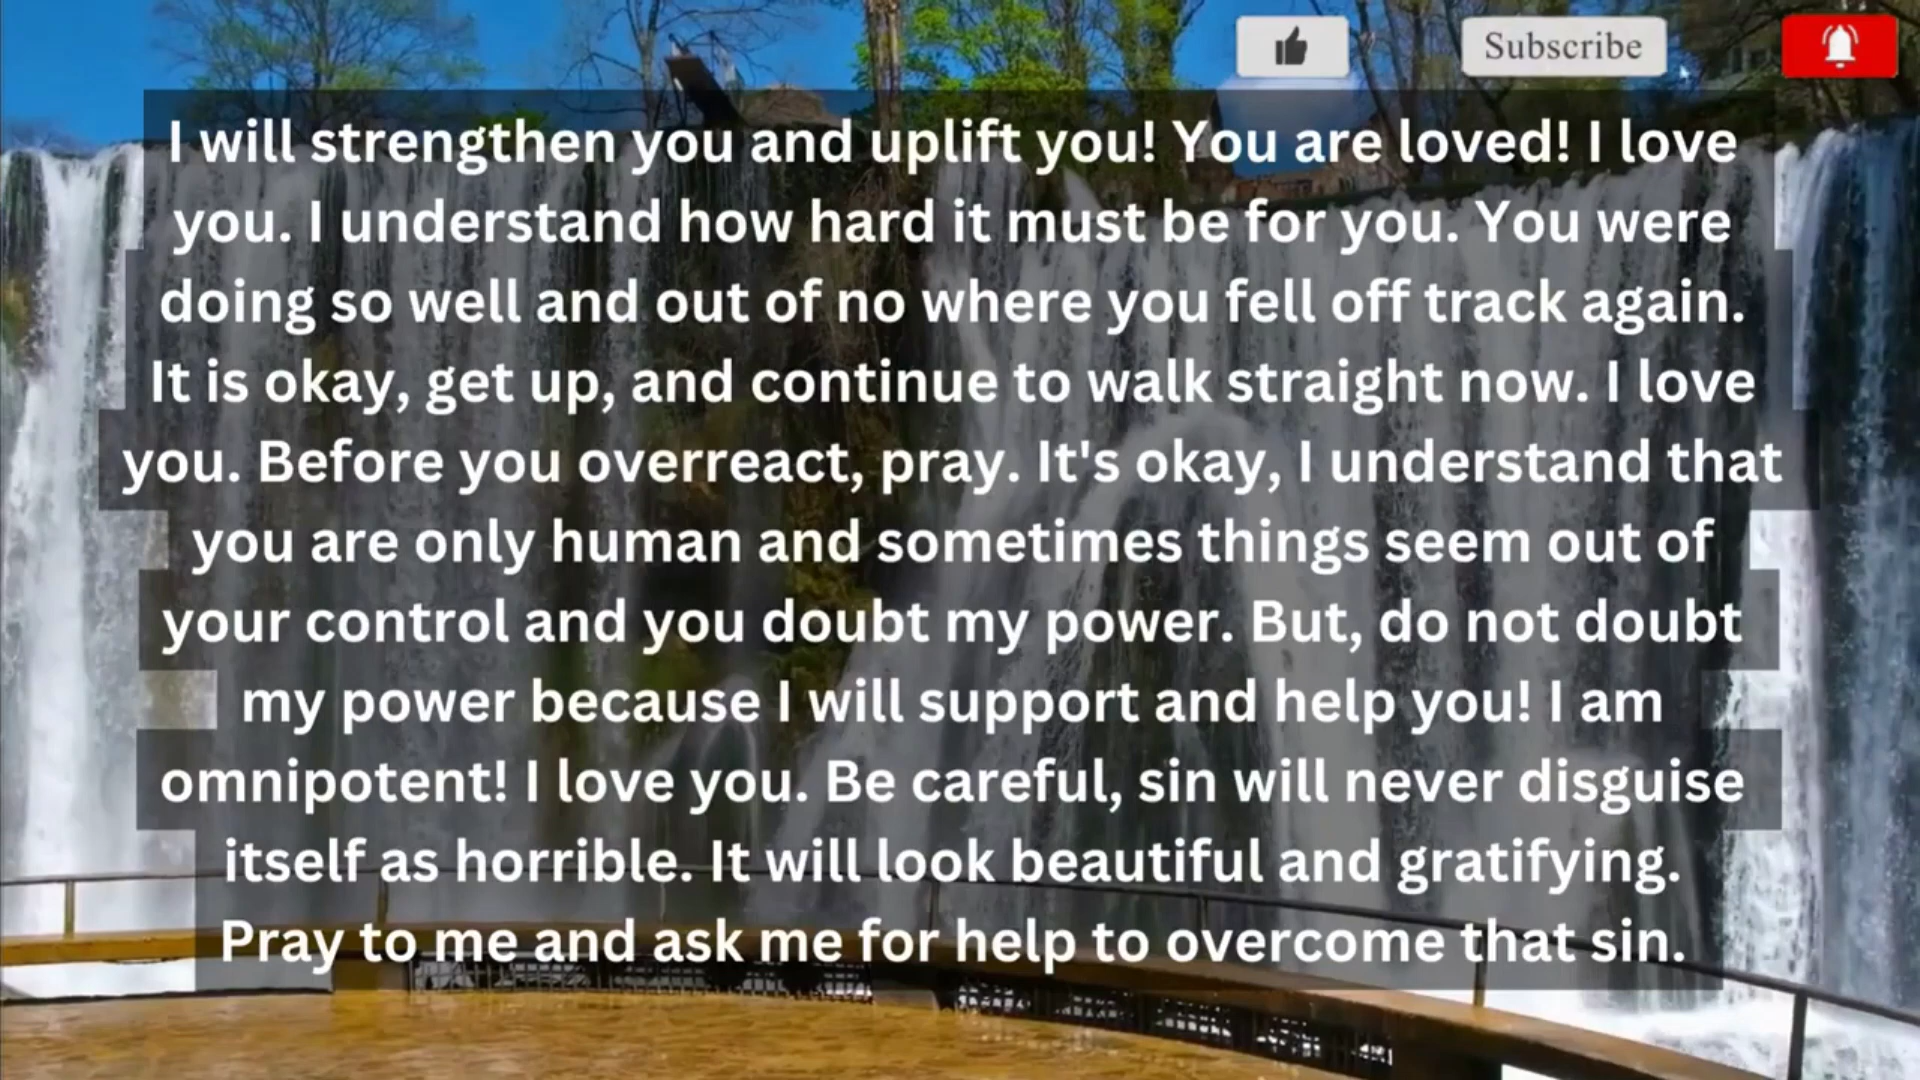 Subscribe
I will strengthen you and uplift you! You are loved! I love
you. I understand how hard it must be for you. You were
doing so well and out of no where you fell off track again.
It is okay, get up, and continue to walk straight now. I love
you. Before you overreact, pray. It's okay, I understand that
you are only human and sometimes things seem out of
your control and you doubt my power. But, do not doubt
my power because I will support and help you! I am
omnipotent! I love you. Be careful, sin will never disguise
itself as horrible. It will look beautiful and gratifying.
Pray to me and ask me for help to overcome that sin.